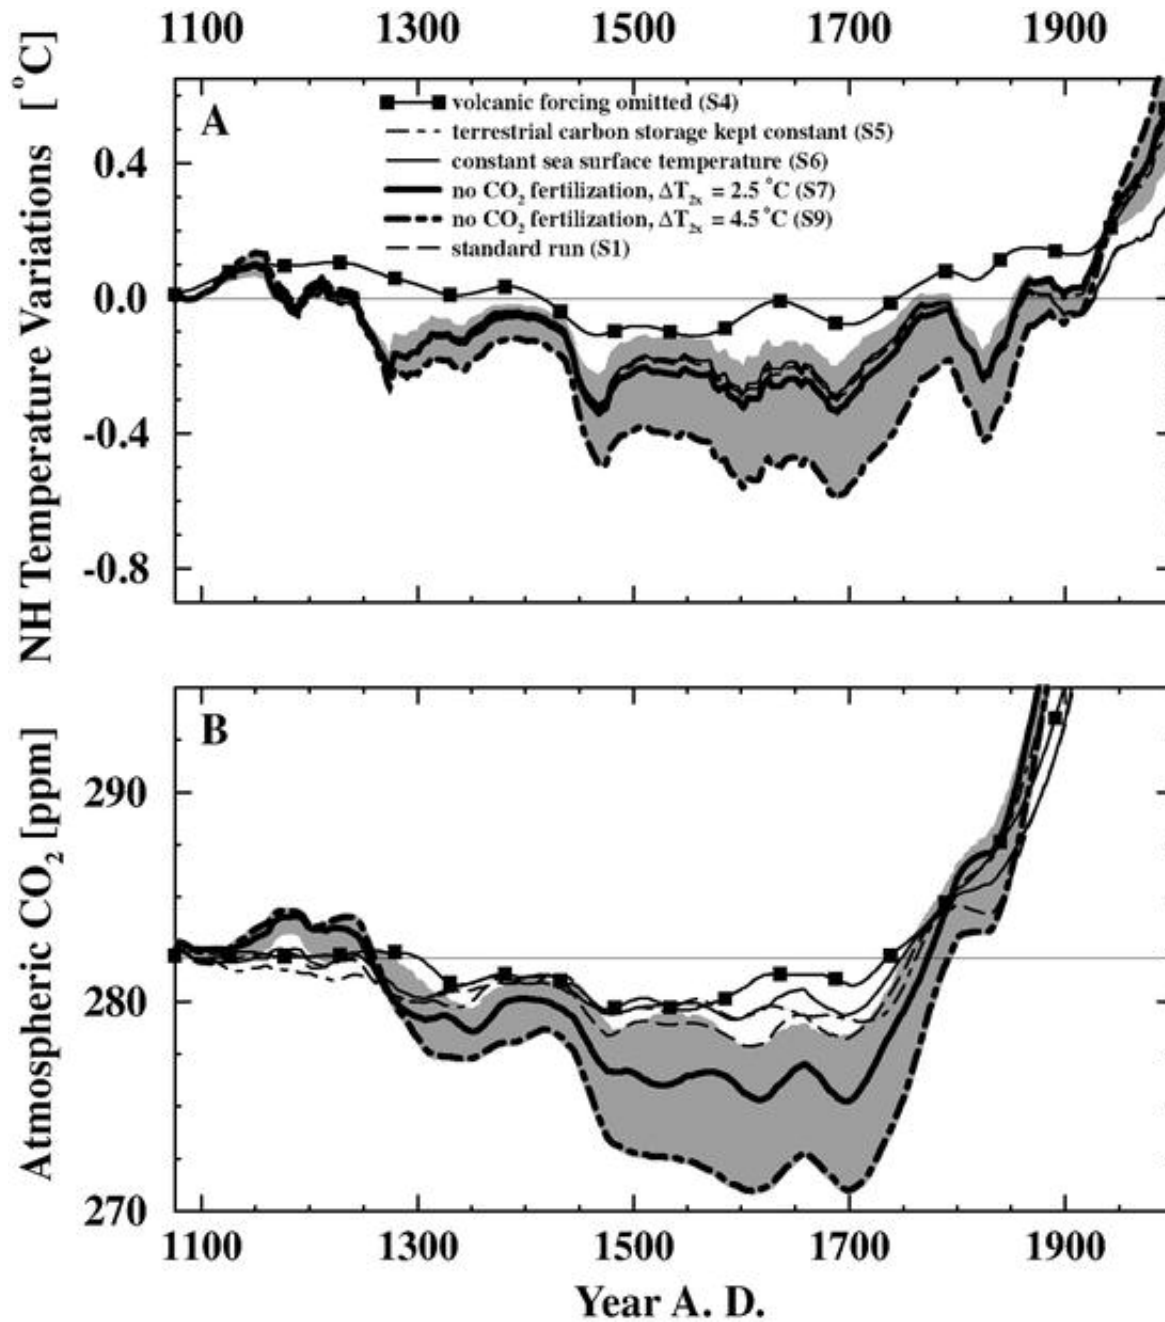 1100 1300 1500 1700 1900
NH Temperature Variations [°C]
A
volcanic forcing omitted (S4)
terrestrial carbon storage kept constant (S5)
constant sea surface temperature (S6)
no CO₂ fertilization, ΔT₂ₓ = 2.5 °C (S7)
no CO₂ fertilization, ΔT₂ₓ = 4.5 °C (S9)
standard run (S1)
0.4
0.0
-0.4
-0.8
Atmospheric CO₂ [ppm]
B
290
280
270
1100 1300 1500 1700 1900
Year A. D.